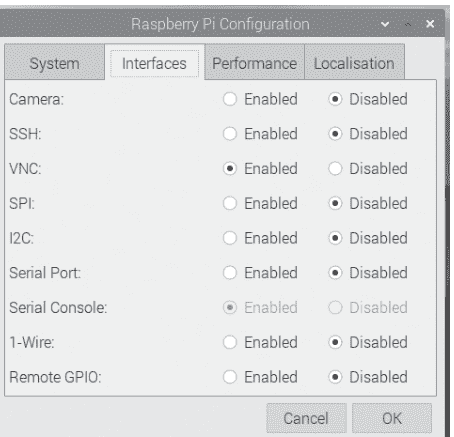 Raspberry Pi Configuration
System Interfaces Performance Localisation
Camera: Enabled Disabled
SSH: Enabled Disabled
VNC: Enabled Disabled
SPI: Enabled Disabled
I2C: Enabled Disabled
Serial Port: Enabled Disabled
Serial Console: Enabled Disabled
1-Wire: Enabled Disabled
Remote GPIO: Enabled Disabled
Cancel OK